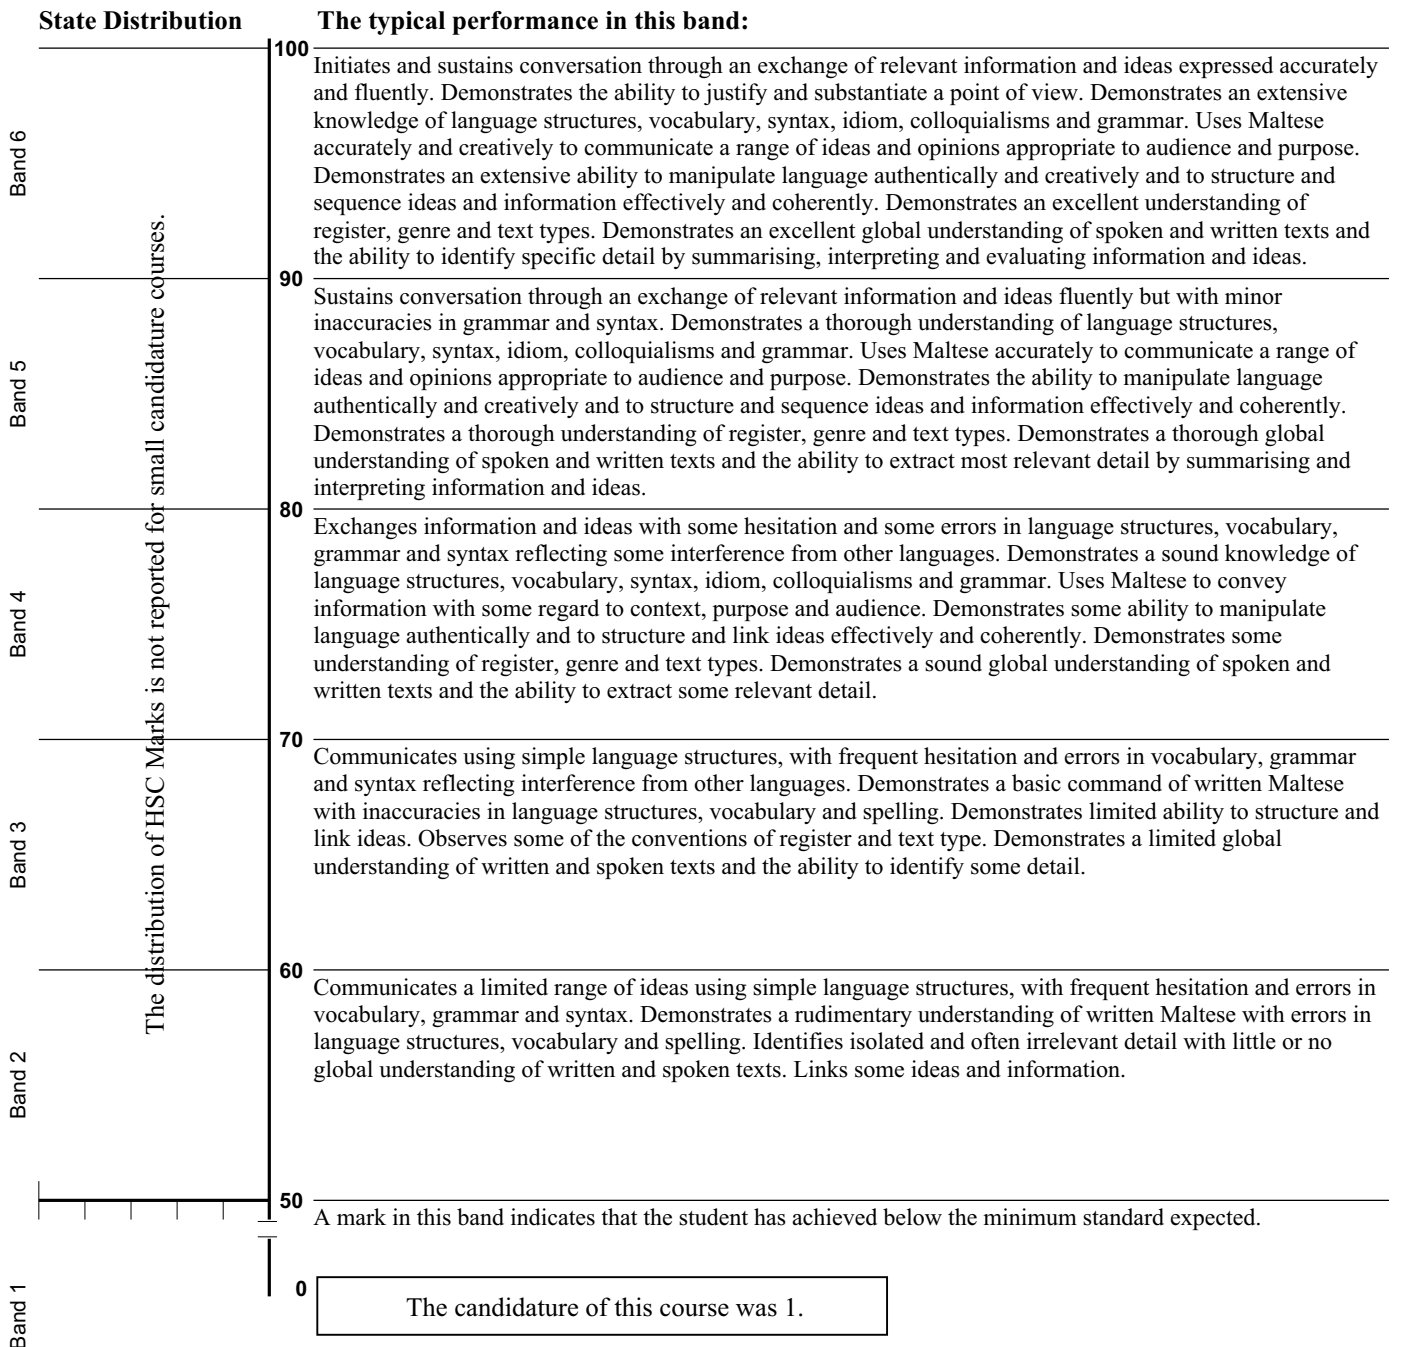 State Distribution The typical performance in this band:
100
Initiates and sustains conversation through an exchange of relevant information and ideas expressed accurately
and fluently. Demonstrates the ability to justify and substantiate a point of view. Demonstrates an extensive
knowledge of language structures, vocabulary, syntax, idiom, colloquialisms and grammar. Uses Maltese
accurately and creatively to communicate a range of ideas and opinions appropriate to audience and purpose.
Demonstrates an extensive ability to manipulate language authentically and creatively and to structure and
sequence ideas and information effectively and coherently. Demonstrates an excellent understanding of
register, genre and text types. Demonstrates an excellent global understanding of spoken and written texts and
the ability to identify specific detail by summarising, interpreting and evaluating information and ideas.
Band 6
90
Sustains conversation through an exchange of relevant information and ideas fluently but with minor
inaccuracies in grammar and syntax. Demonstrates a thorough understanding of language structures,
vocabulary, syntax, idiom, colloquialisms and grammar. Uses Maltese accurately to communicate a range of
ideas and opinions appropriate to audience and purpose. Demonstrates the ability to manipulate language
authentically and creatively and to structure and sequence ideas and information effectively and coherently.
Demonstrates a thorough understanding of register, genre and text types. Demonstrates a thorough global
understanding of spoken and written texts and the ability to extract most relevant detail by summarising and
interpreting information and ideas.
Band 5
80
Exchanges information and ideas with some hesitation and some errors in language structures, vocabulary,
grammar and syntax reflecting some interference from other languages. Demonstrates a sound knowledge of
language structures, vocabulary, syntax, idiom, colloquialisms and grammar. Uses Maltese to convey
information with some regard to context, purpose and audience. Demonstrates some ability to manipulate
language authentically and to structure and link ideas effectively and coherently. Demonstrates some
understanding of register, genre and text types. Demonstrates a sound global understanding of spoken and
written texts and the ability to extract some relevant detail.
Band 4
The distribution of HSC Marks is not reported for small candidature courses.
70
Communicates using simple language structures, with frequent hesitation and errors in vocabulary, grammar
and syntax reflecting interference from other languages. Demonstrates a basic command of written Maltese
with inaccuracies in language structures, vocabulary and spelling. Demonstrates limited ability to structure and
link ideas. Observes some of the conventions of register and text type. Demonstrates a limited global
understanding of written and spoken texts and the ability to identify some detail.
Band 3
60
Communicates a limited range of ideas using simple language structures, with frequent hesitation and errors in
vocabulary, grammar and syntax. Demonstrates a rudimentary understanding of written Maltese with errors in
language structures, vocabulary and spelling. Identifies isolated and often irrelevant detail with little or no
global understanding of written and spoken texts. Links some ideas and information.
Band 2
50
A mark in this band indicates that the student has achieved below the minimum standard expected.
0
Band 1
The candidature of this course was 1.